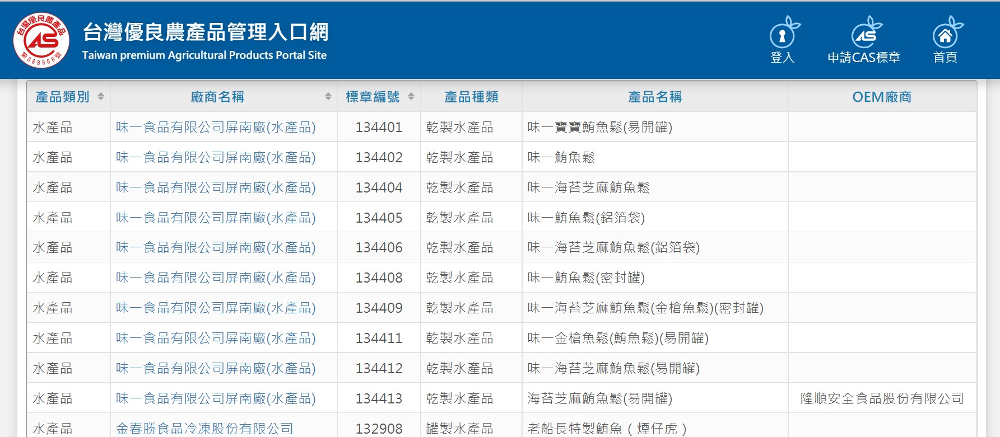 台灣優良農產品
AS
第888888號
台灣優良農產品管理入口網
Taiwan premium Agricultural Products Portal Site
登入
AS
申請CAS標章
首頁
產品類別 廠商名稱 標章編號 產品種類 產品名稱 OEM廠商
水產品 味一食品有限公司屏南廠(水產品) 134401 乾製水產品 味一寶寶鮪魚鬆(易開罐)
水產品 味一食品有限公司屏南廠(水產品) 134402 乾製水產品 味一鮪魚鬆
水產品 味一食品有限公司屏南廠(水產品) 134404 乾製水產品 味一海苔芝麻鮪魚鬆
水產品 味一食品有限公司屏南廠(水產品) 134405 乾製水產品 味一鮪魚鬆(鋁箔袋)
水產品 味一食品有限公司屏南廠(水產品) 134406 乾製水產品 味一海苔芝麻鮪魚鬆(鋁箔袋)
水產品 味一食品有限公司屏南廠(水產品) 134408 乾製水產品 味一鮪魚鬆(密封罐)
水產品 味一食品有限公司屏南廠(水產品) 134409 乾製水產品 味一海苔芝麻鮪魚鬆(金槍魚鬆)(密封罐)
水產品 味一食品有限公司屏南廠(水產品) 134411 乾製水產品 味一金槍魚鬆(鮪魚鬆)(易開罐)
水產品 味一食品有限公司屏南廠(水產品) 134412 乾製水產品 味一海苔芝麻鮪魚鬆(易開罐)
水產品 味一食品有限公司屏南廠(水產品) 134413 乾製水產品 海苔芝麻鮪魚鬆(易開罐) 隆順安全食品股份有限公司
水產品 金春勝食品冷凍股份有限公司 132908 罐製水產品 老船長特製鮪魚 ( 煙仔虎 )